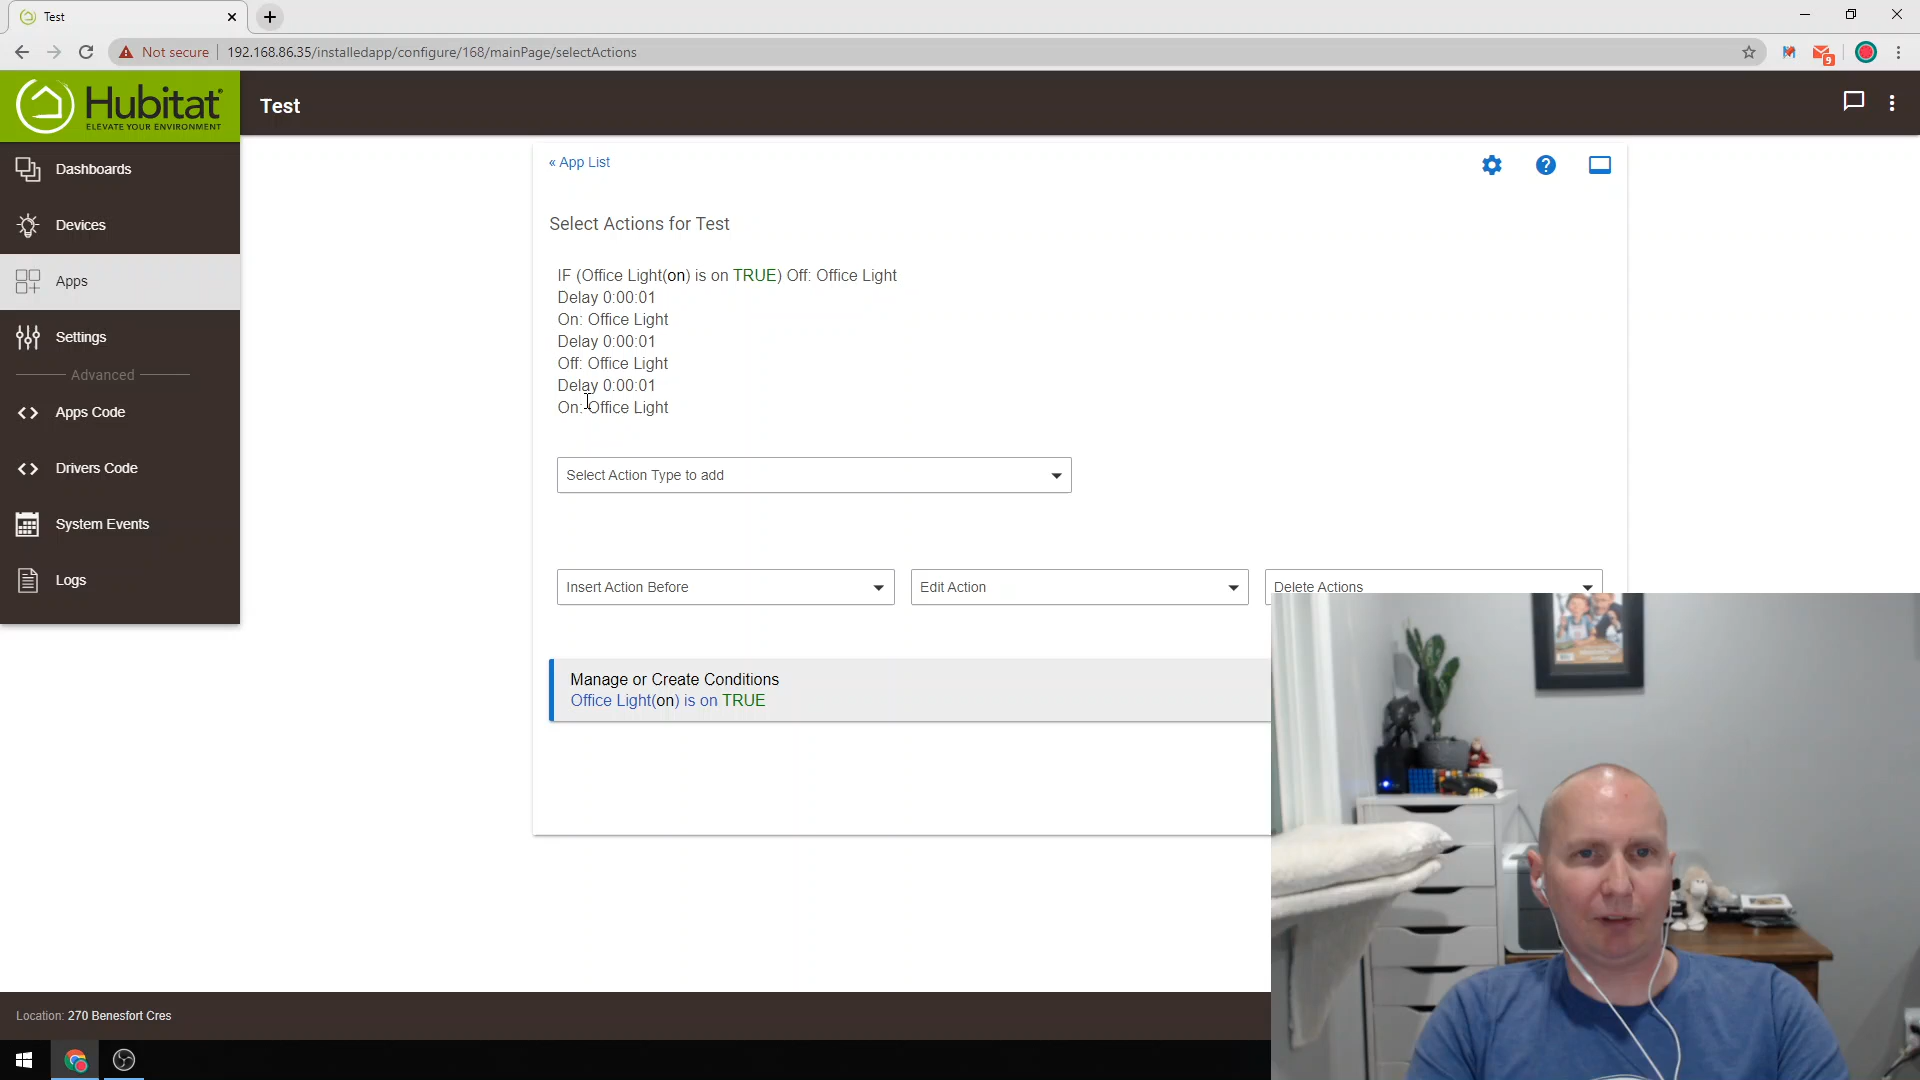 Test
Not secure
192.168.86.35/installedapp/configure/168/mainPage/selectActions
9
Hubitat
ELEVATE YOUR ENVIRONMENT
Test
Dashboards
Devices
Apps
Settings
Advanced
Apps Code
Drivers Code
System Events
Logs
« App List
Select Actions for Test
IF (Office Light(on) is on TRUE) Off: Office Light
Delay 0:00:01
On: Office Light
Delay 0:00:01
Off: Office Light
Delay 0:00:01
On: Office Light
Select Action Type to add
Insert Action Before
Edit Action
Delete Actions
Manage or Create Conditions
Office Light(on) is on TRUE
Location: 270 Benesfort Cres